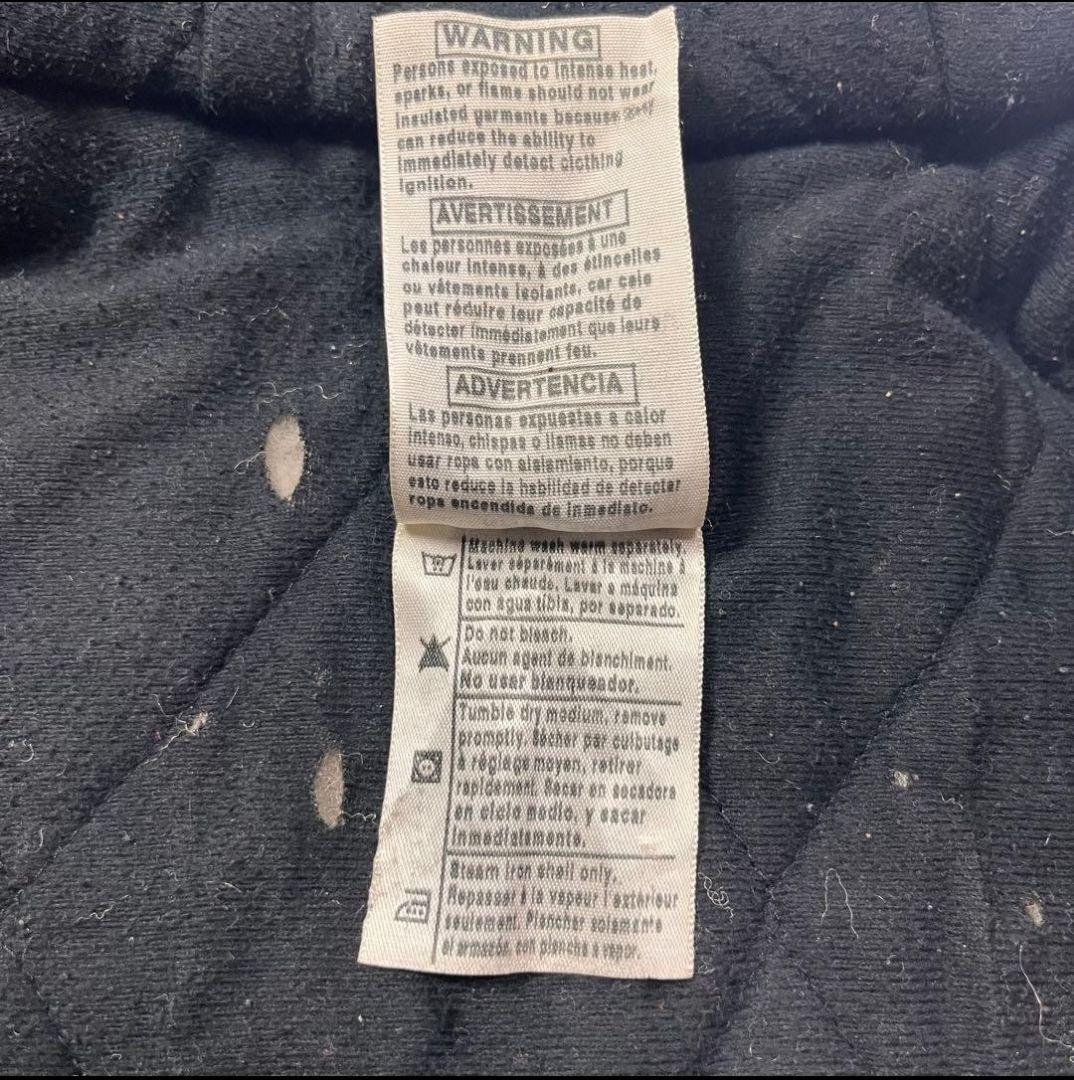 WARNING
Persons exposed to intense heat,
sparks, or flame should not wear
insulated garments because they
can reduce the ability to
immediately detect clothing
ignition.
AVERTISSEMENT
Les personnes exposées à une
chaleur intense, à des étincelles
ou vêtements isolants, car cela
peut réduire leur capacité de
détecter immédiatement que leurs
vêtements prennent feu.
ADVERTENCIA
Las personas expuestas a calor
intenso, chispas o llamas no deben
usar ropa con aislamiento, porque
esto reduce la habilidad de detectar
ropa encendida de inmediato.
Machine wash warm separately.
Laver séparément à la machine à
l'eau chaude. Lavar a máquina
con agua tibia, por separado.
Do not bleach.
Aucun agent de blanchiment.
No usar blanqueador.
Tumble dry medium, remove
promptly. Sécher par culbutage
à réglage moyen, retirer
rapidement. Secar en secadora
en ciclo medio, y sacar
inmediatamente.
Steam iron shell only.
Repasser à la vapeur l'extérieur
seulement. Planchar solamente
el armazón, con plancha a vapor.